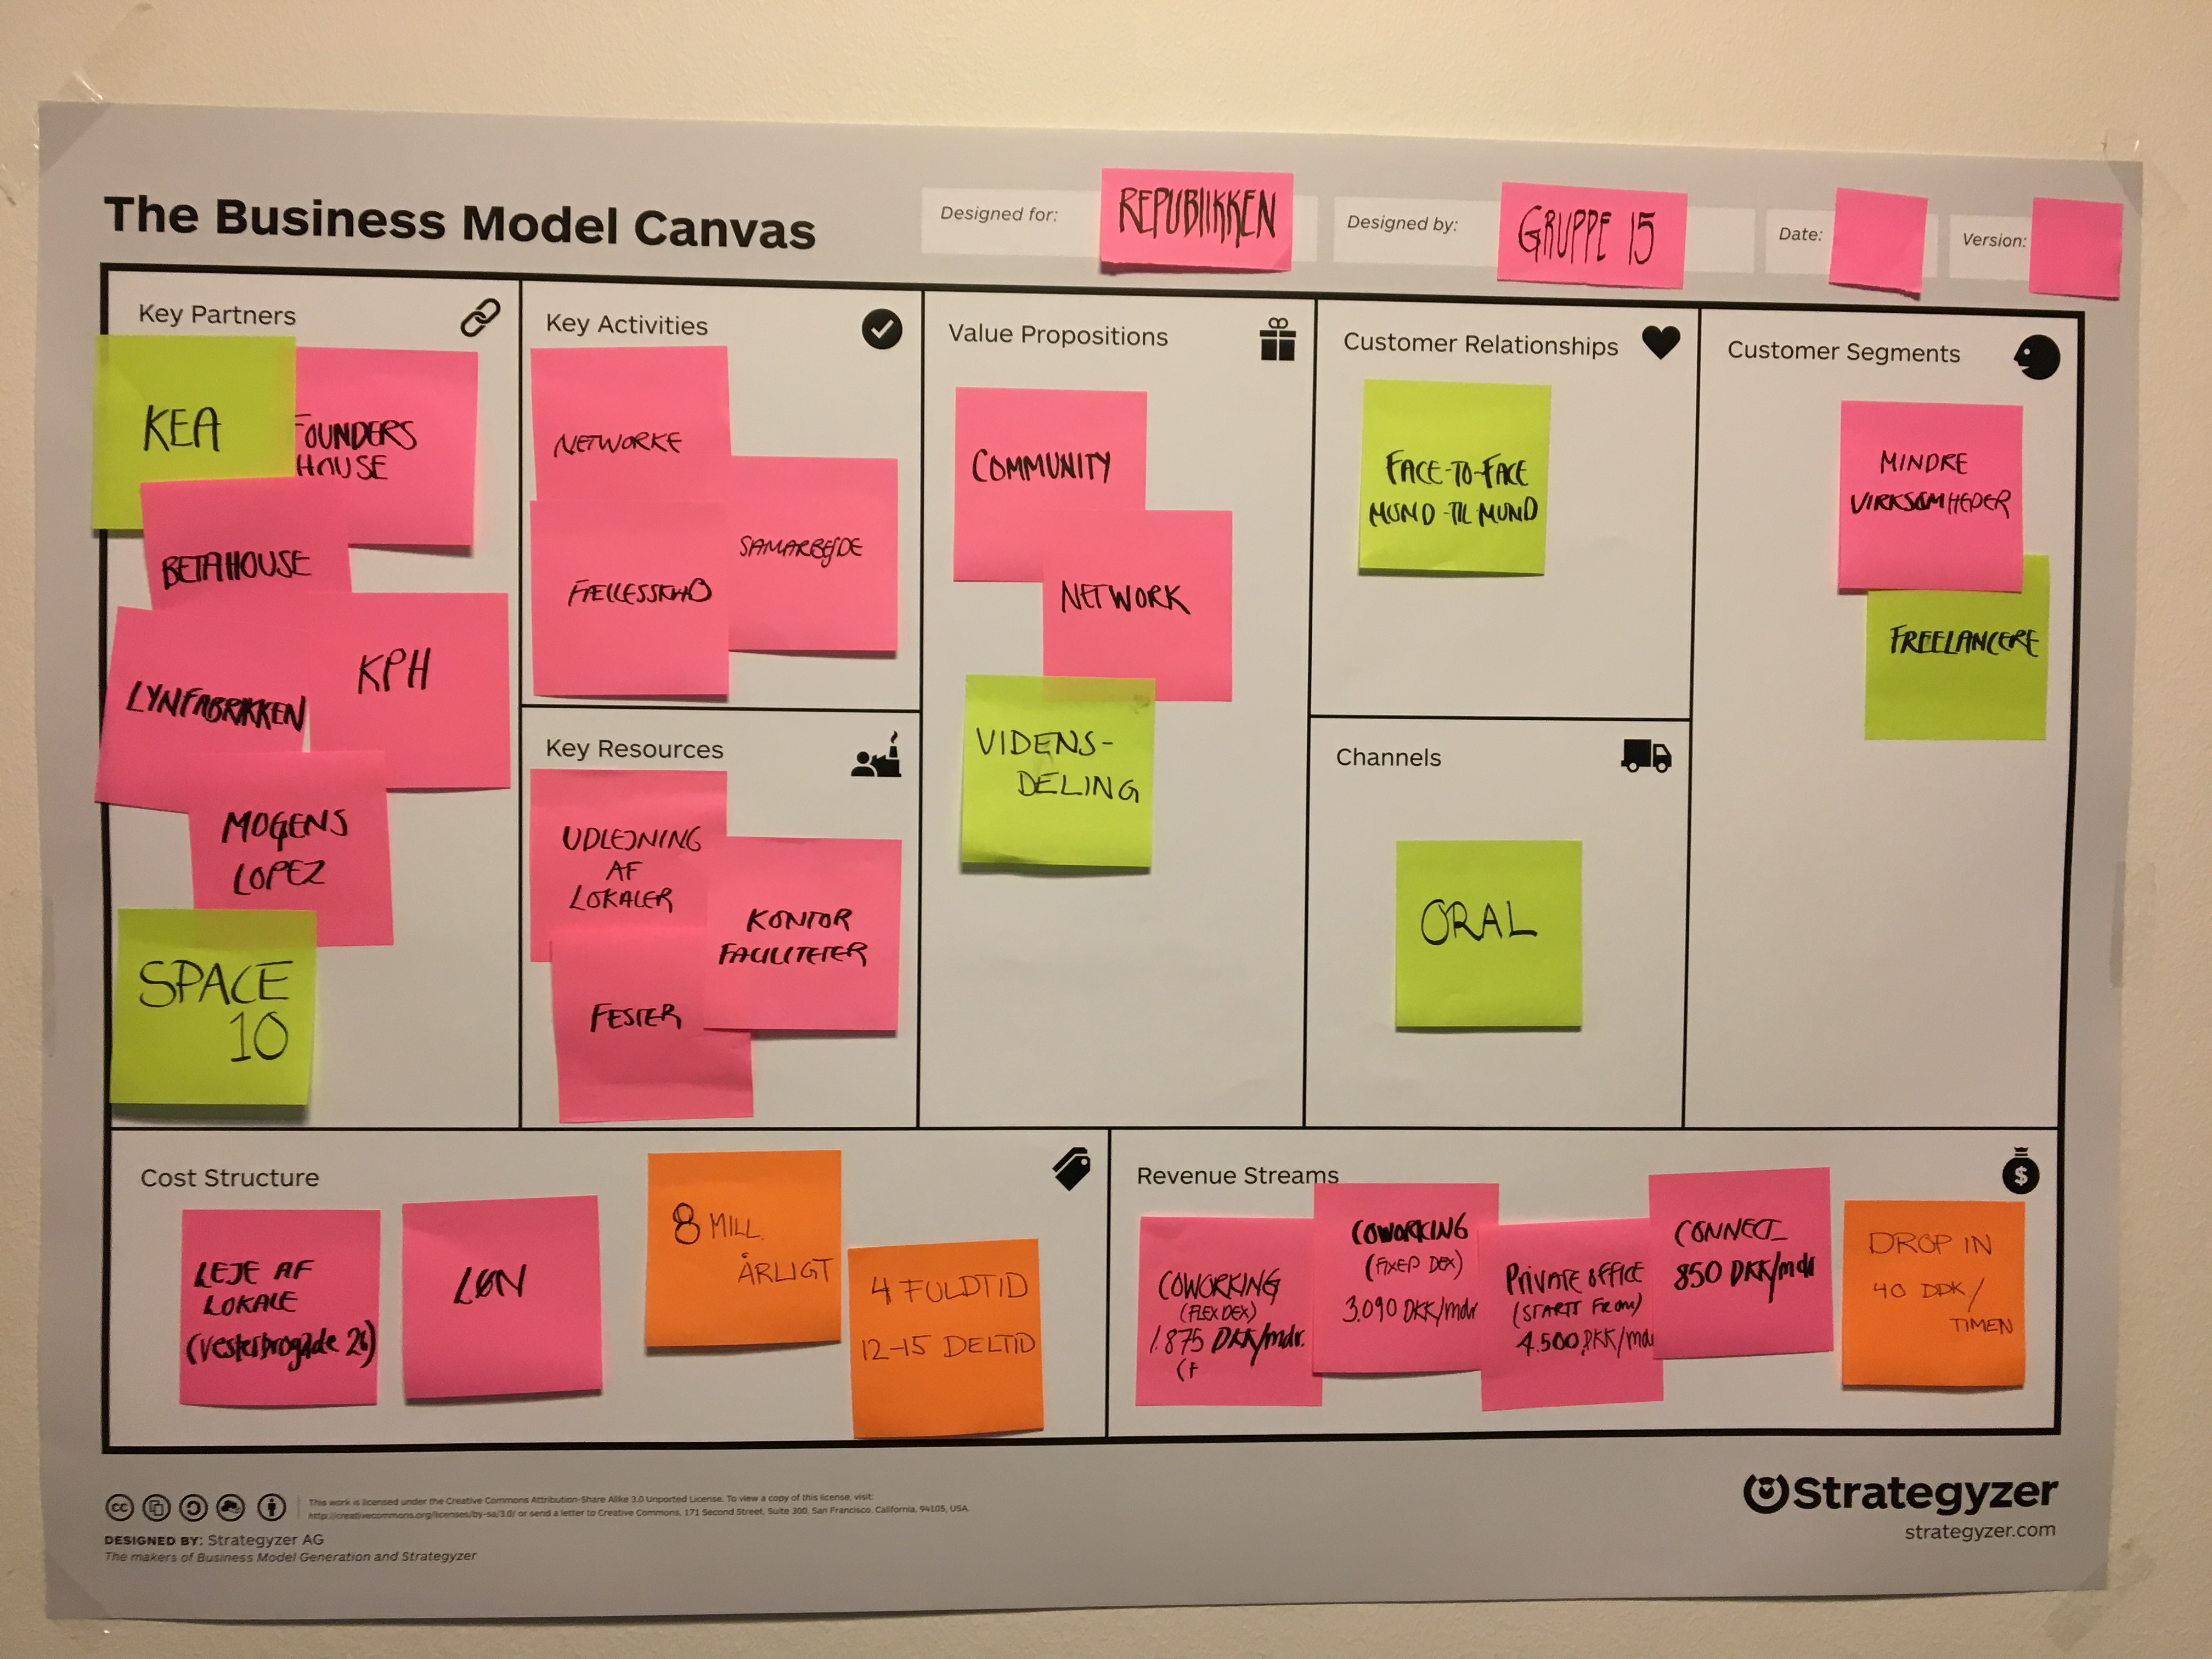 The Business Model Canvas
Designed for:
REPUBLIKKEN
Designed by:
GRUPPE 15
Date:
Version:
Key Partners
KEA
FOUNDERS
HOUSE
BETAHOUSE
LYNFABRIKKEN
KPH
MOGENS
LOPEZ
SPACE
10
Key Activities
NETWORKE
SAMARBEJDE
Key Resources
UDLEJNING
AF
LOKALER
KONTOR
FACILITETER
FESTER
Value Propositions
COMMUNITY
NETWORK
VIDENS-
DELING
Customer Relationships
FACE-TO-FACE
MUND-TIL-MUND
Channels
ORAL
Customer Segments
MINDRE
VIRKSOMHEDER
FREELANCERE
Cost Structure
LEJE AF
LOKALE
(Vesterbrogade 26)
LØN
8 MILL.
ÅRLIGT
4 FULDTID
12-15 DELTID
Revenue Streams
COWORKING
(FLEX DEX)
1.875 DKK/mdr.
(F
COWORKING
(FIXED DEX)
3.090 DKK/mdr
PRIVATE OFFICE
(STARTT FROM)
4.500 DKK/md
CONNECT
850 DKK/mdr
DROP IN
40 DDK/
TIMEN
This work is licensed under the Creative Commons Attribution-Share Alike 3.0 Unported License. To view a copy of this license, visit:
http://creativecommons.org/licenses/by-sa/3.0/ or send a letter to Creative Commons, 171 Second Street, Suite 300, San Francisco, California, 94105, USA.
DESIGNED BY: Strategyzer AG
The makers of Business Model Generation and Strategyzer
Strategyzer
strategyzer.com